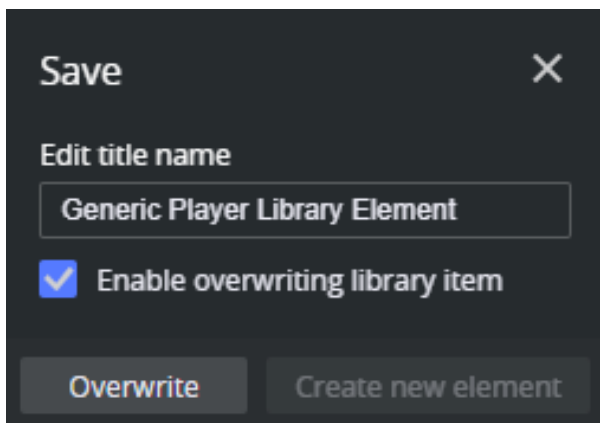 Save
Edit title name
Generic Player Library Element
Enable overwriting library item
Overwrite
Create new element